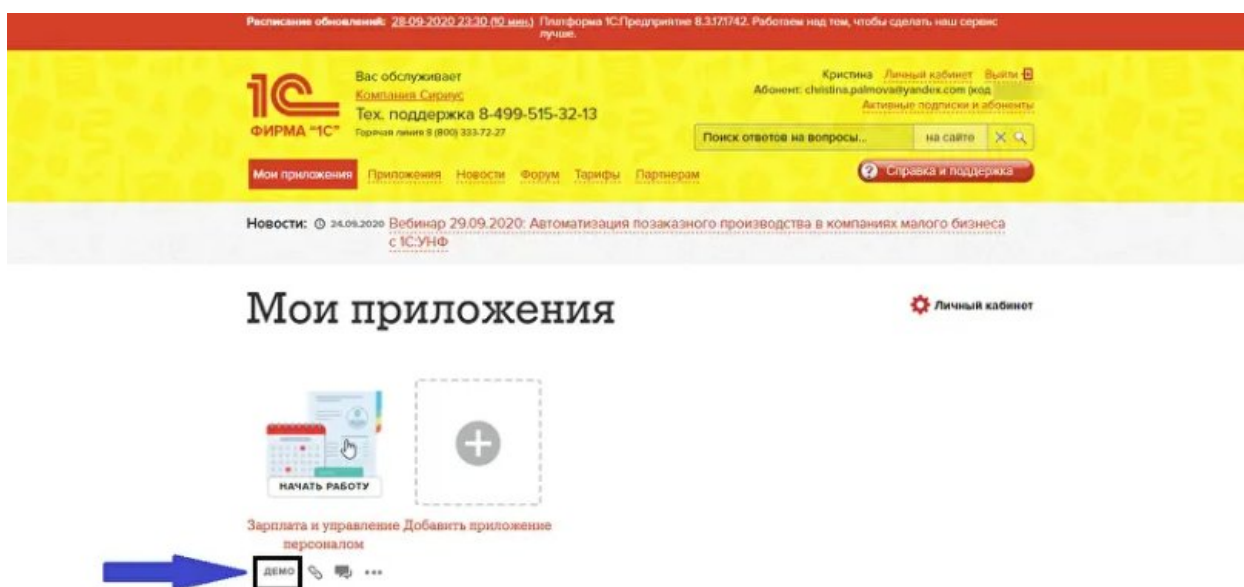 Расписание обновлений: 28-09-2020 23:30 (10 мин.) Платформа 1С:Предприятие 8.3.17.1742. Работаем над тем, чтобы сделать наш сервис
лучше.
1С
ФИРМА "1С"
Вас обслуживает
Компания Сириус
Тех. поддержка 8-499-515-32-13
Горячая линия 8 (800) 333-72-27
Кристина Личный кабинет Выйти
Абонент: christina.palmova@yandex.com (код
Активные подписки и абоненты
Поиск ответов на вопросы... на сайте
Мои приложения Приложения Новости Форум Тарифы Партнерам
Справка и поддержка
Новости: 24.09.2020 Вебинар 29.09.2020: Автоматизация позаказного производства в компаниях малого бизнеса
с 1С:УНФ
Мои приложения
Личный кабинет
НАЧАТЬ РАБОТУ
Зарплата и управление
персоналом
Добавить приложение
ДЕМО